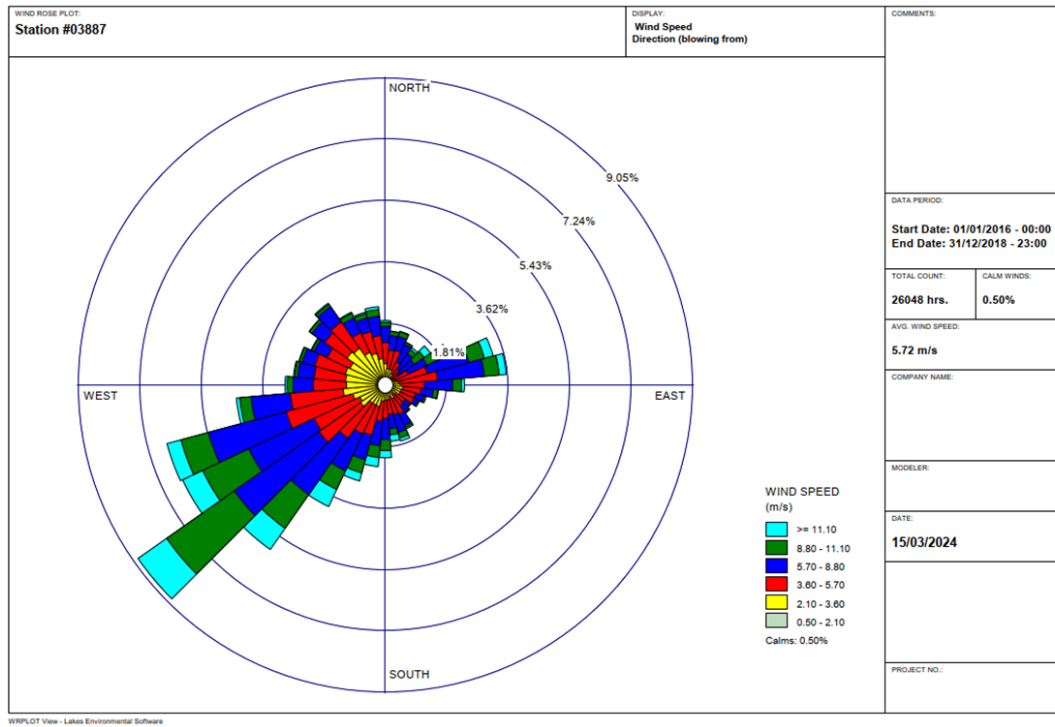 WIND ROSE PLOT:
Station #03887
DISPLAY:
Wind Speed
Direction (blowing from)
COMMENTS:
NORTH
9.05%
7.24%
5.43%
3.62%
1.81%
WEST
EAST
SOUTH
WIND SPEED
(m/s)
>= 11.10
8.80 - 11.10
5.70 - 8.80
3.60 - 5.70
2.10 - 3.60
0.50 - 2.10
Calms: 0.50%
DATA PERIOD:
Start Date: 01/01/2016 - 00:00
End Date: 31/12/2018 - 23:00
TOTAL COUNT:
26048 hrs.
CALM WINDS:
0.50%
AVG. WIND SPEED:
5.72 m/s
COMPANY NAME:
MODELER:
DATE:
15/03/2024
PROJECT NO.:
WRPLOT View - Lakes Environmental Software